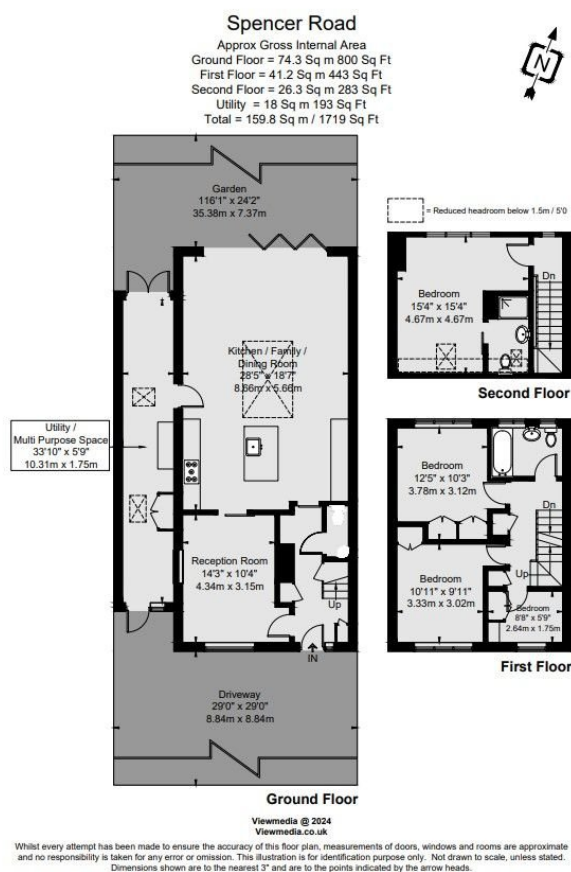 Spencer Road
Approx Gross Internal Area
Ground Floor = 74.3 Sq m 800 Sq Ft
First Floor = 41.2 Sq m 443 Sq Ft
Second Floor = 26.3 Sq m 283 Sq Ft
Utility = 18 Sq m 193 Sq Ft
Total = 159.8 Sq m / 1719 Sq Ft
N
Garden
116'1" x 24'2"
35.38m x 7.37m
= Reduced headroom below 1.5m / 5'0
Bedroom
15'4" x 15'4"
4.67m x 4.67m
Dn
Second Floor
Kitchen / Family /
Dining Room
28'5" x 18'7"
8.66m x 5.66m
Utility /
Multi Purpose Space
33'10" x 5'9"
10.31m x 1.75m
Bedroom
12'5" x 10'3"
3.78m x 3.12m
Dn
Reception Room
14'3" x 10'4"
4.34m x 3.15m
Up
IN
Bedroom
10'11" x 9'11"
3.33m x 3.02m
Up
Bedroom
8'8" x 5'9"
2.64m x 1.75m
First Floor
Driveway
29'0" x 29'0"
8.84m x 8.84m
Ground Floor
Viewmedia @ 2024
Viewmedia.co.uk
Whilst every attempt has been made to ensure the accuracy of this floor plan, measurements of doors, windows and rooms are approximate
and no responsibility is taken for any error or omission. This illustration is for identification purpose only. Not drawn to scale, unless stated.
Dimensions shown are to the nearest 3" and are to the points indicated by the arrow heads.